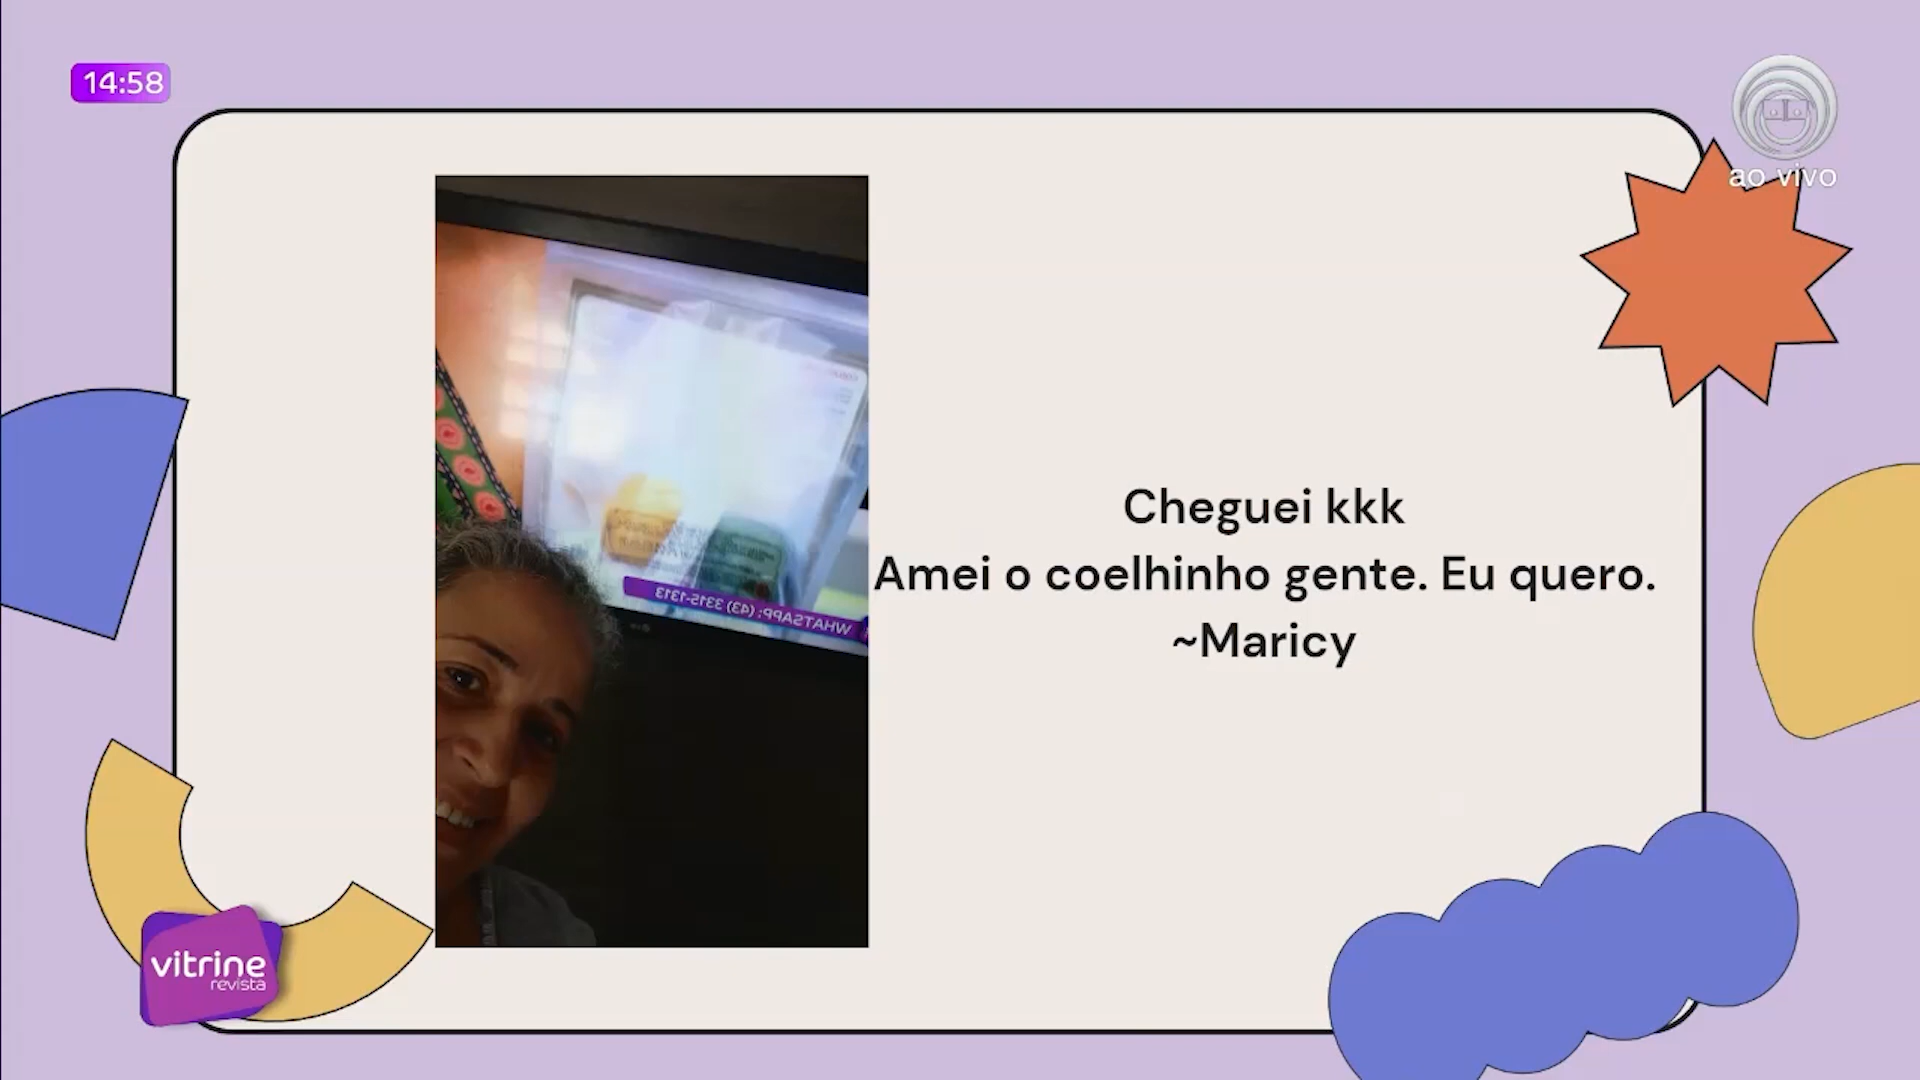 14:58
ao vivo
Cheguei kkk
Amei o coelhinho gente. Eu quero.
~Maricy
WHATSAPP: (43) 3315-1313
vitrine
revista